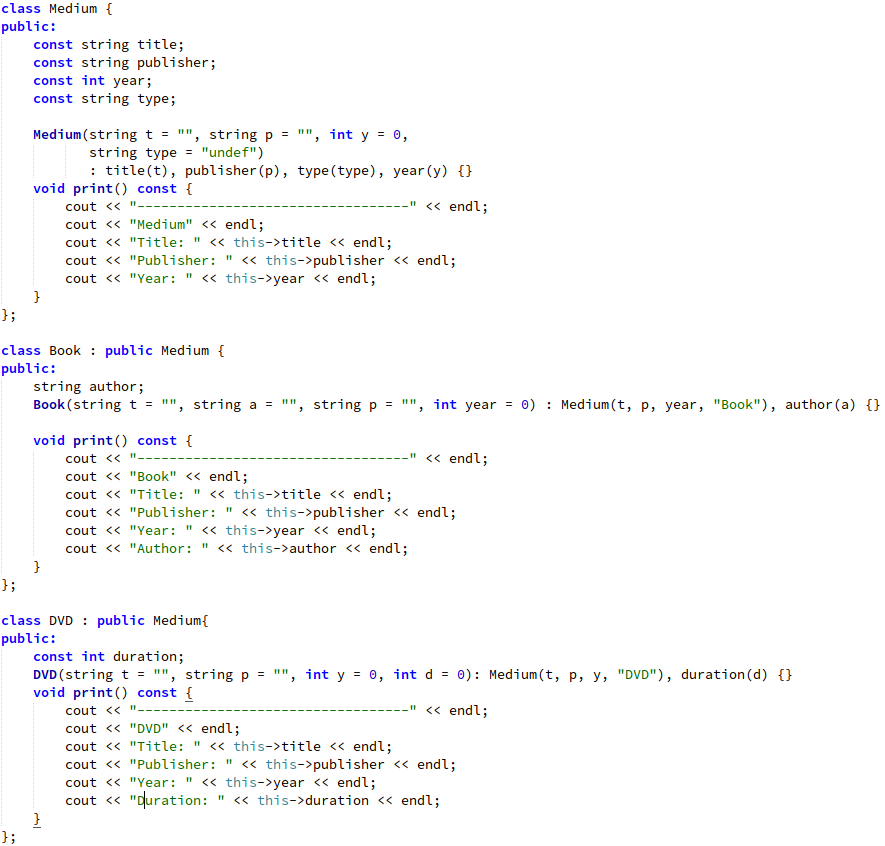 class Medium {
public:
    const string title;
    const string publisher;
    const int year;
    const string type;

    Medium(string t = "", string p = "", int y = 0,
           string type = "undef")
           : title(t), publisher(p), type(type), year(y) {}
    void print() const {
        cout << "----------------------------------" << endl;
        cout << "Medium" << endl;
        cout << "Title: " << this->title << endl;
        cout << "Publisher: " << this->publisher << endl;
        cout << "Year: " << this->year << endl;
    }
};

class Book : public Medium {
public:
    string author;
    Book(string t = "", string a = "", string p = "", int year = 0) : Medium(t, p, year, "Book"), author(a) {}

    void print() const {
        cout << "----------------------------------" << endl;
        cout << "Book" << endl;
        cout << "Title: " << this->title << endl;
        cout << "Publisher: " << this->publisher << endl;
        cout << "Year: " << this->year << endl;
        cout << "Author: " << this->author << endl;
    }
};

class DVD : public Medium{
public:
    const int duration;
    DVD(string t = "", string p = "", int y = 0, int d = 0): Medium(t, p, y, "DVD"), duration(d) {}
    void print() const {
        cout << "----------------------------------" << endl;
        cout << "DVD" << endl;
        cout << "Title: " << this->title << endl;
        cout << "Publisher: " << this->publisher << endl;
        cout << "Year: " << this->year << endl;
        cout << "Duration: " << this->duration << endl;
    }
};